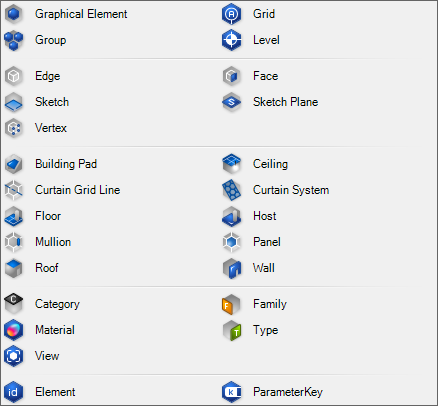 Graphical Element Grid
Group Level
Edge Face
Sketch Sketch Plane
Vertex
Building Pad Ceiling
Curtain Grid Line Curtain System
Floor Host
Mullion Panel
Roof Wall
Category Family
Material Type
View
Element ParameterKey